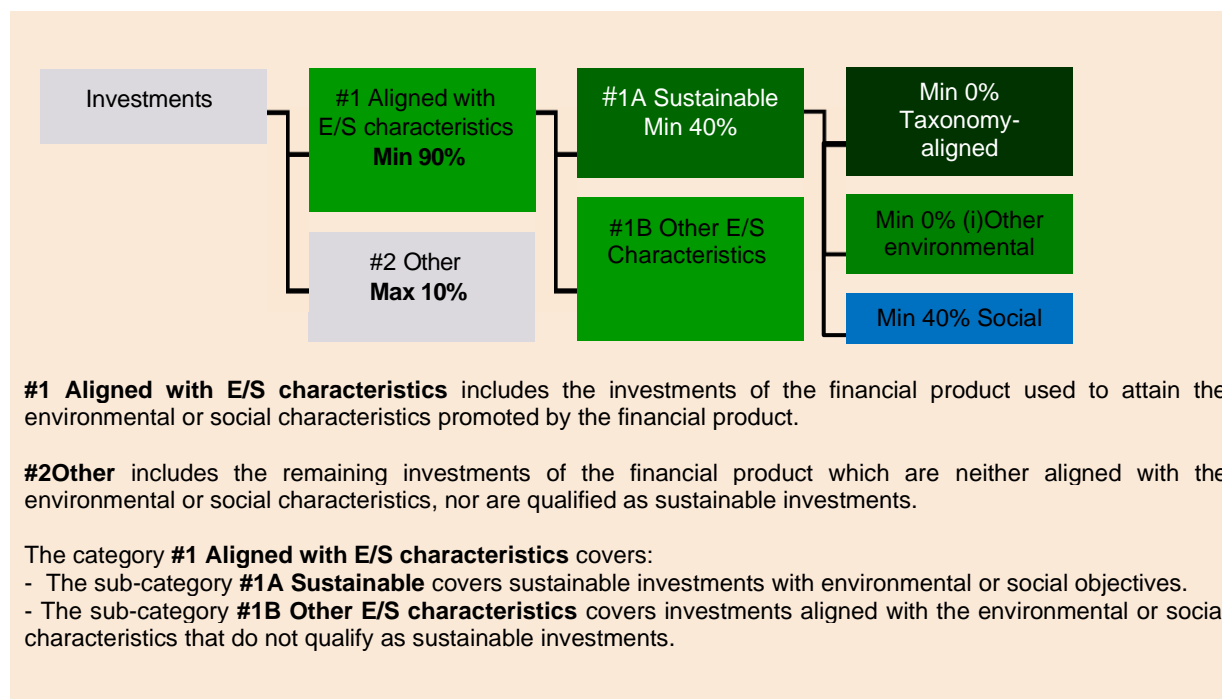 Investments
#1 Aligned with
E/S characteristics
Min 90%
#2 Other
Max 10%
#1A Sustainable
Min 40%
#1B Other E/S
Characteristics
Min 0%
Taxonomy-
aligned
Min 0% (i)Other
environmental
Min 40% Social
#1 Aligned with E/S characteristics includes the investments of the financial product used to attain the
environmental or social characteristics promoted by the financial product.
#2Other includes the remaining investments of the financial product which are neither aligned with the
environmental or social characteristics, nor are qualified as sustainable investments.
The category #1 Aligned with E/S characteristics covers:
- The sub-category #1A Sustainable covers sustainable investments with environmental or social objectives.
- The sub-category #1B Other E/S characteristics covers investments aligned with the environmental or social
characteristics that do not qualify as sustainable investments.